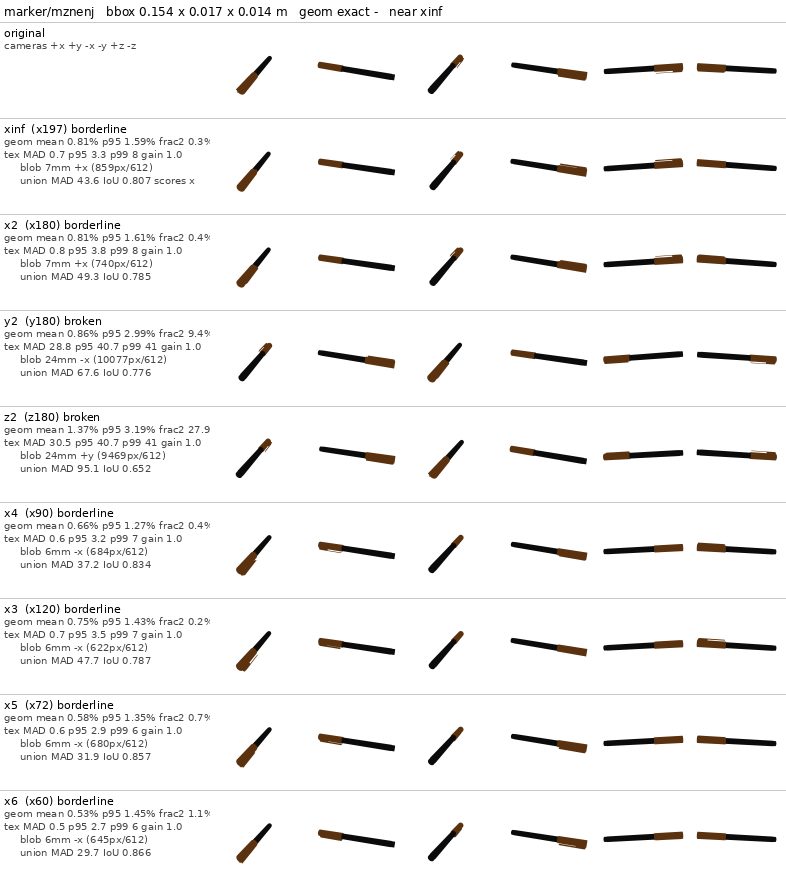 marker/mznenj bbox 0.154 x 0.017 x 0.014 m geom exact - near xinf
original
cameras +x +y -x -y +z -z
xinf (x197) borderline
geom mean 0.81% p95 1.59% frac2 0.3%
tex MAD 0.7 p95 3.3 p99 8 gain 1.0
blob 7mm +x (859px/612)
union MAD 43.6 IoU 0.807 scores x
x2 (x180) borderline
geom mean 0.81% p95 1.61% frac2 0.4%
tex MAD 0.8 p95 3.8 p99 8 gain 1.0
blob 7mm +x (740px/612)
union MAD 49.3 IoU 0.785
y2 (y180) broken
geom mean 0.86% p95 2.99% frac2 9.4%
tex MAD 28.8 p95 40.7 p99 41 gain 1.0
blob 24mm -x (10077px/612)
union MAD 67.6 IoU 0.776
z2 (z180) broken
geom mean 1.37% p95 3.19% frac2 27.9
tex MAD 30.5 p95 40.7 p99 41 gain 1.0
blob 24mm +y (9469px/612)
union MAD 95.1 IoU 0.652
x4 (x90) borderline
geom mean 0.66% p95 1.27% frac2 0.4%
tex MAD 0.6 p95 3.2 p99 7 gain 1.0
blob 6mm -x (684px/612)
union MAD 37.2 IoU 0.834
x3 (x120) borderline
geom mean 0.75% p95 1.43% frac2 0.2%
tex MAD 0.7 p95 3.5 p99 7 gain 1.0
blob 6mm -x (622px/612)
union MAD 47.7 IoU 0.787
x5 (x72) borderline
geom mean 0.58% p95 1.35% frac2 0.7%
tex MAD 0.6 p95 2.9 p99 6 gain 1.0
blob 6mm -x (680px/612)
union MAD 31.9 IoU 0.857
x6 (x60) borderline
geom mean 0.53% p95 1.45% frac2 1.1%
tex MAD 0.5 p95 2.7 p99 6 gain 1.0
blob 6mm -x (645px/612)
union MAD 29.7 IoU 0.866